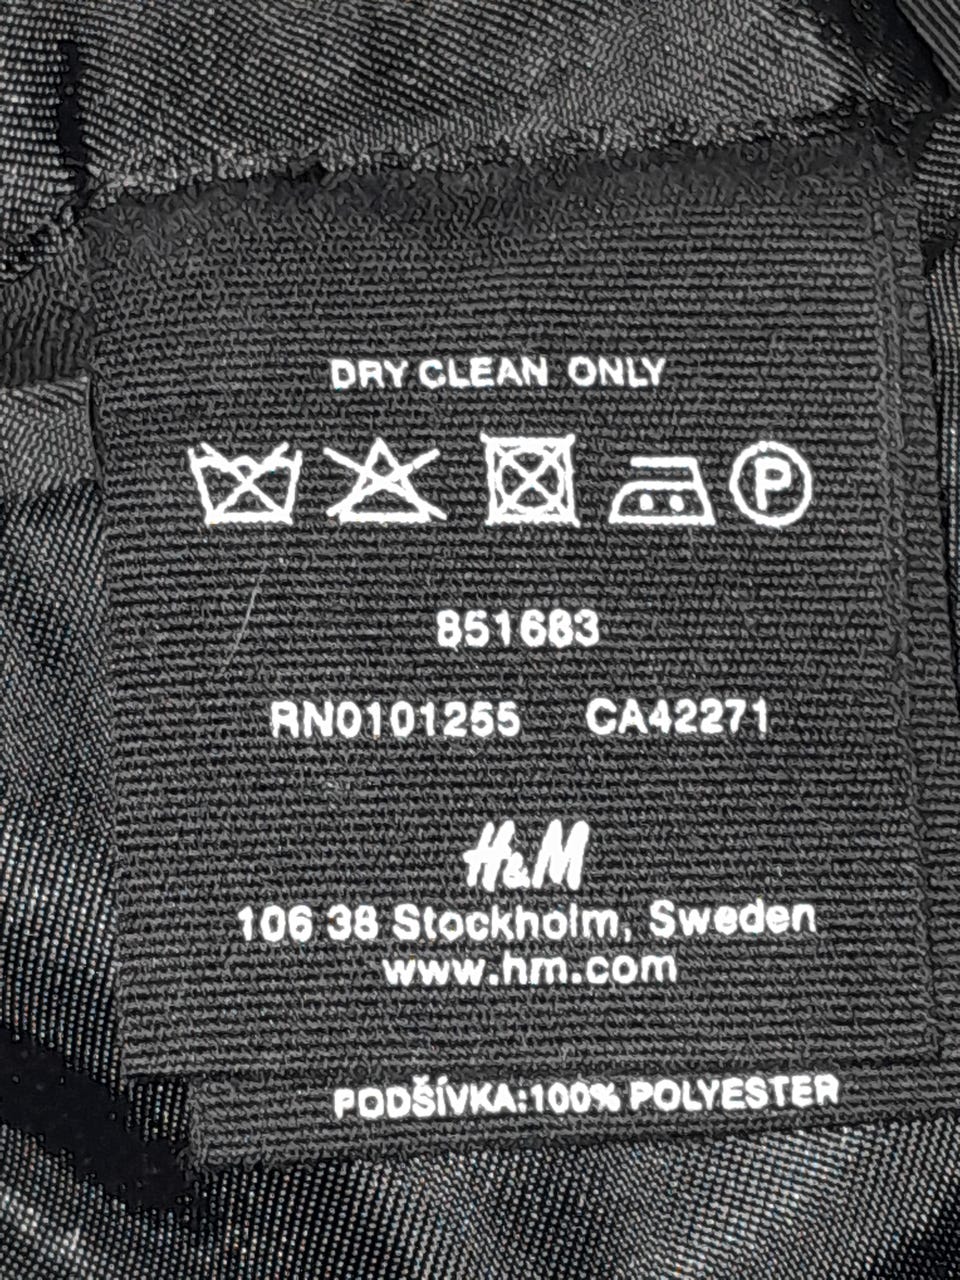 DRY CLEAN ONLY
P
851683
RN0101255 CA42271
H&M
106 38 Stockholm, Sweden
www.hm.com
PODŠÍVKA:100% POLYESTER